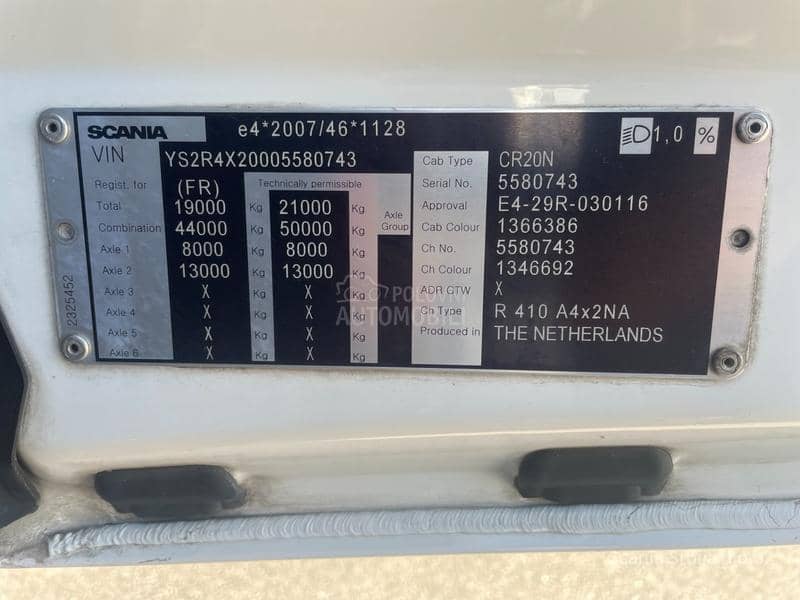 SCANIA e4*2007/46*1128 1,0 %
VIN YS2R4X20005580743
Regist. for (FR) Technically permissible
Total 19000 Kg 21000 Kg Axle Group
Combination 44000 Kg 50000 Kg
Axle 1 8000 Kg 8000 Kg
Axle 2 13000 Kg 13000 Kg
Axle 3 X Kg X Kg
Axle 4 X Kg X Kg
Axle 5 X Kg X Kg
Axle 6 X Kg X Kg
Cab Type CR20N
Serial No. 5580743
Approval E4-29R-030116
Cab Colour 1366386
Ch No. 5580743
Ch Colour 1346692
ADR GTW X
Ch Type R 410 A4x2NA
Produced in THE NETHERLANDS
2325452
POLOVNI
AUTOMOBILI